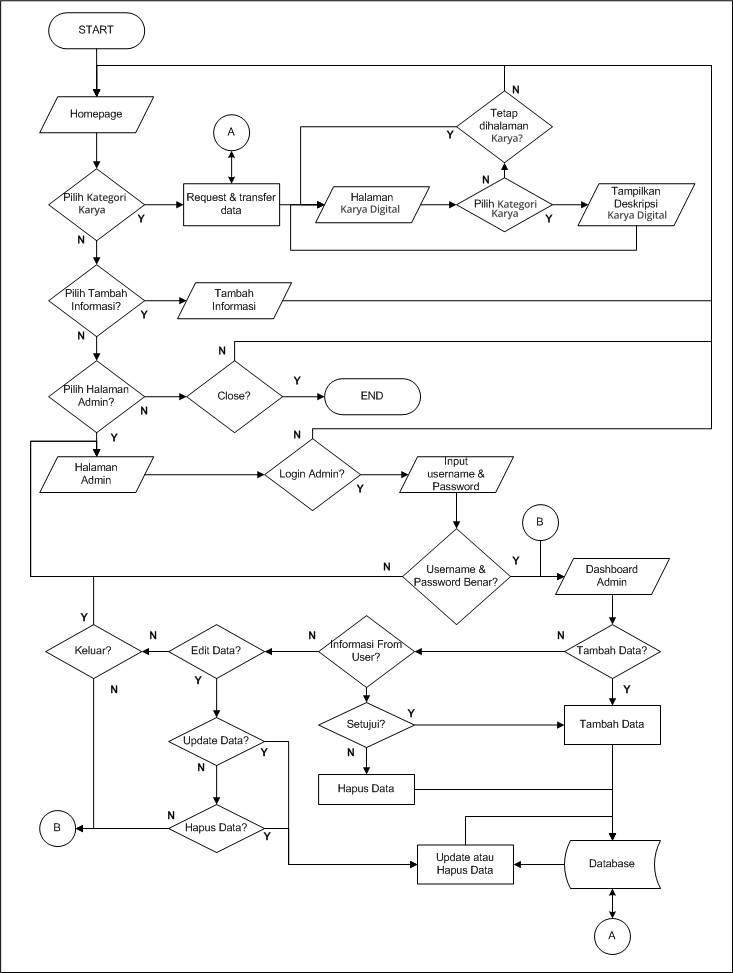 START
N
Homepage
Tetap
dihalaman
Karya?
Y
A
Pilih Kategori
Karya
Y
N
Request & transfer
data
Halaman
Karya Digital
N
Pilih Kategori
Karya
Y
Tampilkan
Deskripsi
Karya Digital
Pilih Tambah
Informasi?
Y
N
Tambah
Informasi
N
Pilih Halaman
Admin?
N
Y
Close?
Y
END
N
Halaman
Admin
Login Admin?
Y
Input
username &
Password
B
N
Username &
Password Benar?
Y
Dashboard
Admin
Y
Keluar?
N
N
Edit Data?
Y
N
Informasi From
User?
N
Tambah Data?
Y
Update Data?
Y
N
Setujui?
Y
N
Tambah Data
Hapus Data
B
N
Hapus Data?
Y
Update atau
Hapus Data
Database
A